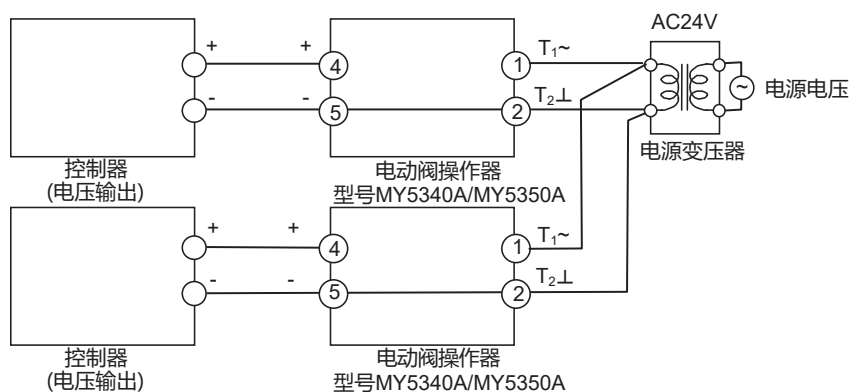 AC24V
+ + T₁~
4 1
电源电压
- - T₂⊥
5 2
电源变压器
控制器
(电压输出)
电动阀操作器
型号MY5340A/MY5350A
+ + T₁~
4 1
- - T₂⊥
5 2
控制器
(电压输出)
电动阀操作器
型号MY5340A/MY5350A